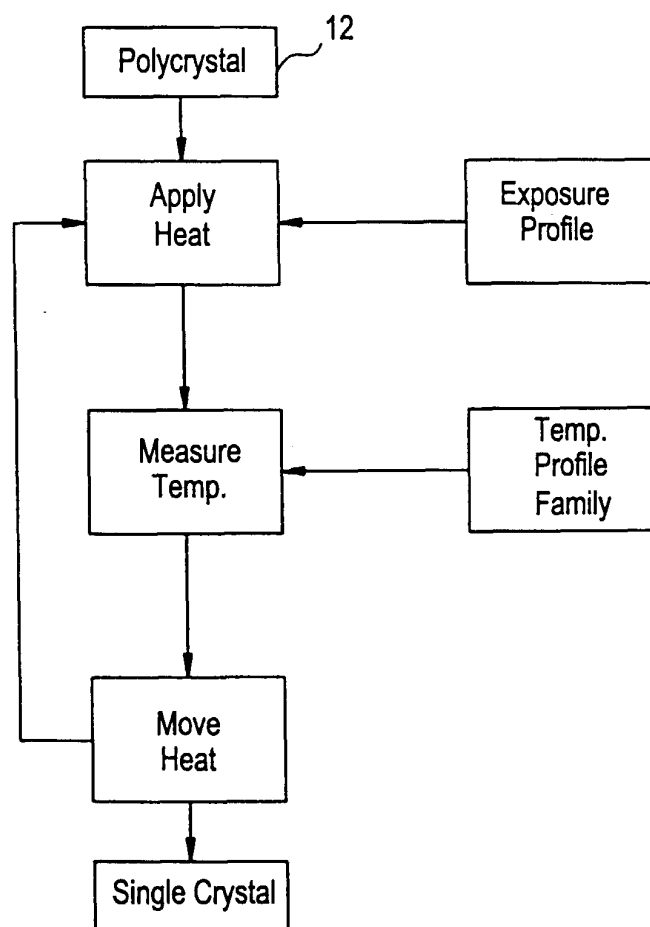 12
Polycrystal
Apply
Heat
Exposure
Profile
Measure
Temp.
Temp.
Profile
Family
Move
Heat
Single Crystal